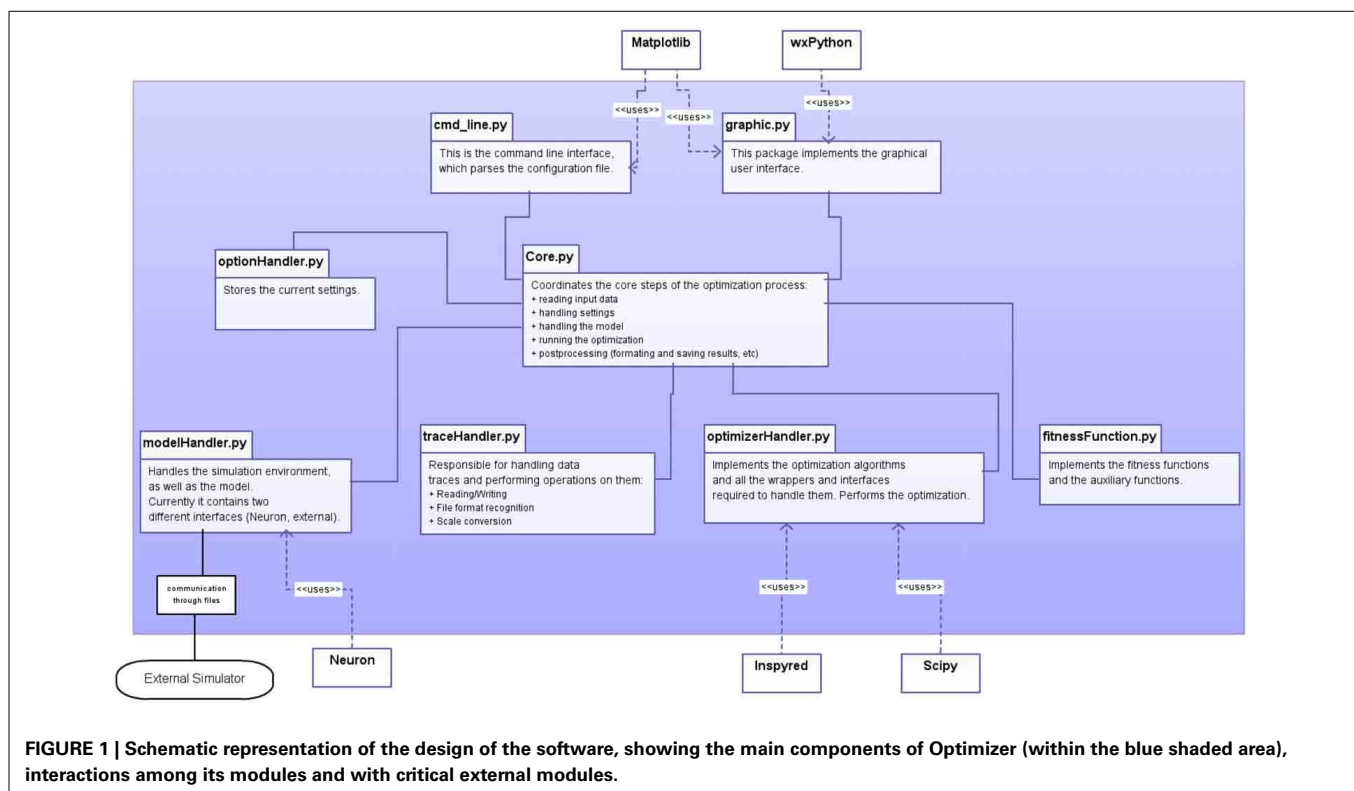 Matplotlib
wxPython
<<uses>>
<<uses>>
<<uses>>
cmd_line.py
This is the command line interface,
which parses the configuration file.
graphic.py
This package implements the graphical
user interface.
optionHandler.py
Stores the current settings.
Core.py
Coordinates the core steps of the optimization process:
+ reading input data
+ handling settings
+ handling the model
+ running the optimization
+ postprocessing (formating and saving results, etc)
modelHandler.py
Handles the simulation environment,
as well as the model.
Currently it contains two
different interfaces (Neuron, external).
traceHandler.py
Responsible for handling data
traces and performing operations on them:
+ Reading/Writing
+ File format recognition
+ Scale conversion
optimizerHandler.py
Implements the optimization algorithms
and all the wrappers and interfaces
required to handle them. Performs the optimization.
fitnessFunction.py
Implements the fitness functions
and the auxiliary functions.
communication
through files
<<uses>>
<<uses>>
<<uses>>
External Simulator
Neuron
Inspyred
Scipy
FIGURE 1 | Schematic representation of the design of the software, showing the main components of Optimizer (within the blue shaded area),
interactions among its modules and with critical external modules.